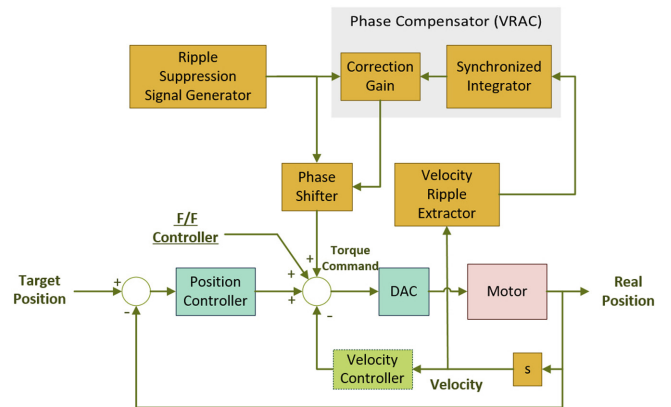 Phase Compensator (VRAC)
Ripple
Suppression
Signal Generator
Correction
Gain
Synchronized
Integrator
Phase
Shifter
Velocity
Ripple
Extractor
F/F
Controller
+
Torque
Command
Target
Position
+
-
Position
Controller
+
+
-
DAC
Motor
Real
Position
Velocity
Controller
Velocity
s